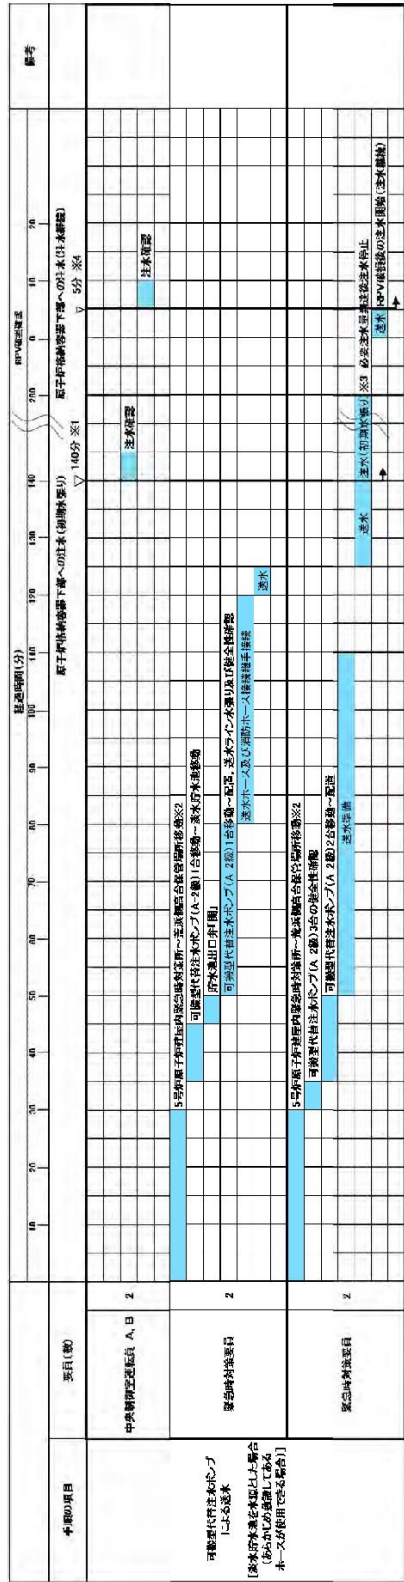 経過時間(分)
備考
手順の項目
要員(数)
10
20
30
40
50
60
70
80
90
100
110
120
130
140
200
0
10
20
RPV破損確認
原子炉格納容器下部への注水(初期水張り)
140分 ※1
原子炉格納容器下部への注水(注水継続)
5分 ※4
可搬型代替注水ポンプ
による送水
[淡水貯水池を水源とした場合
(あらかじめ敷設してある
ホースが使用できる場合)]
中央制御室運転員 A, B
2
注水確認
注水確認
緊急時対策要員
2
5号炉原子炉建屋内緊急時対策所~荒浜側高台保管場所移動※2
可搬型代替注水ポンプ(A-2級)1台移動~淡水貯水池移動
貯水池出口弁「開」
可搬型代替注水ポンプ(A-2級)1台移動~配置, 送水ライン水張り及び健全性確認
送水ホース及び消防ホース接続継手接続
送水
緊急時対策要員
2
5号炉原子炉建屋内緊急時対策所~荒浜側高台保管場所移動※2
可搬型代替注水ポンプ(A-2級)3台の健全性確認
可搬型代替注水ポンプ(A-2級)2台移動~配置
送水準備
送水
注水(初期水張り)※3 必要注水量到達後注水停止
送水
RPV破損後の注水開始(注水継続)